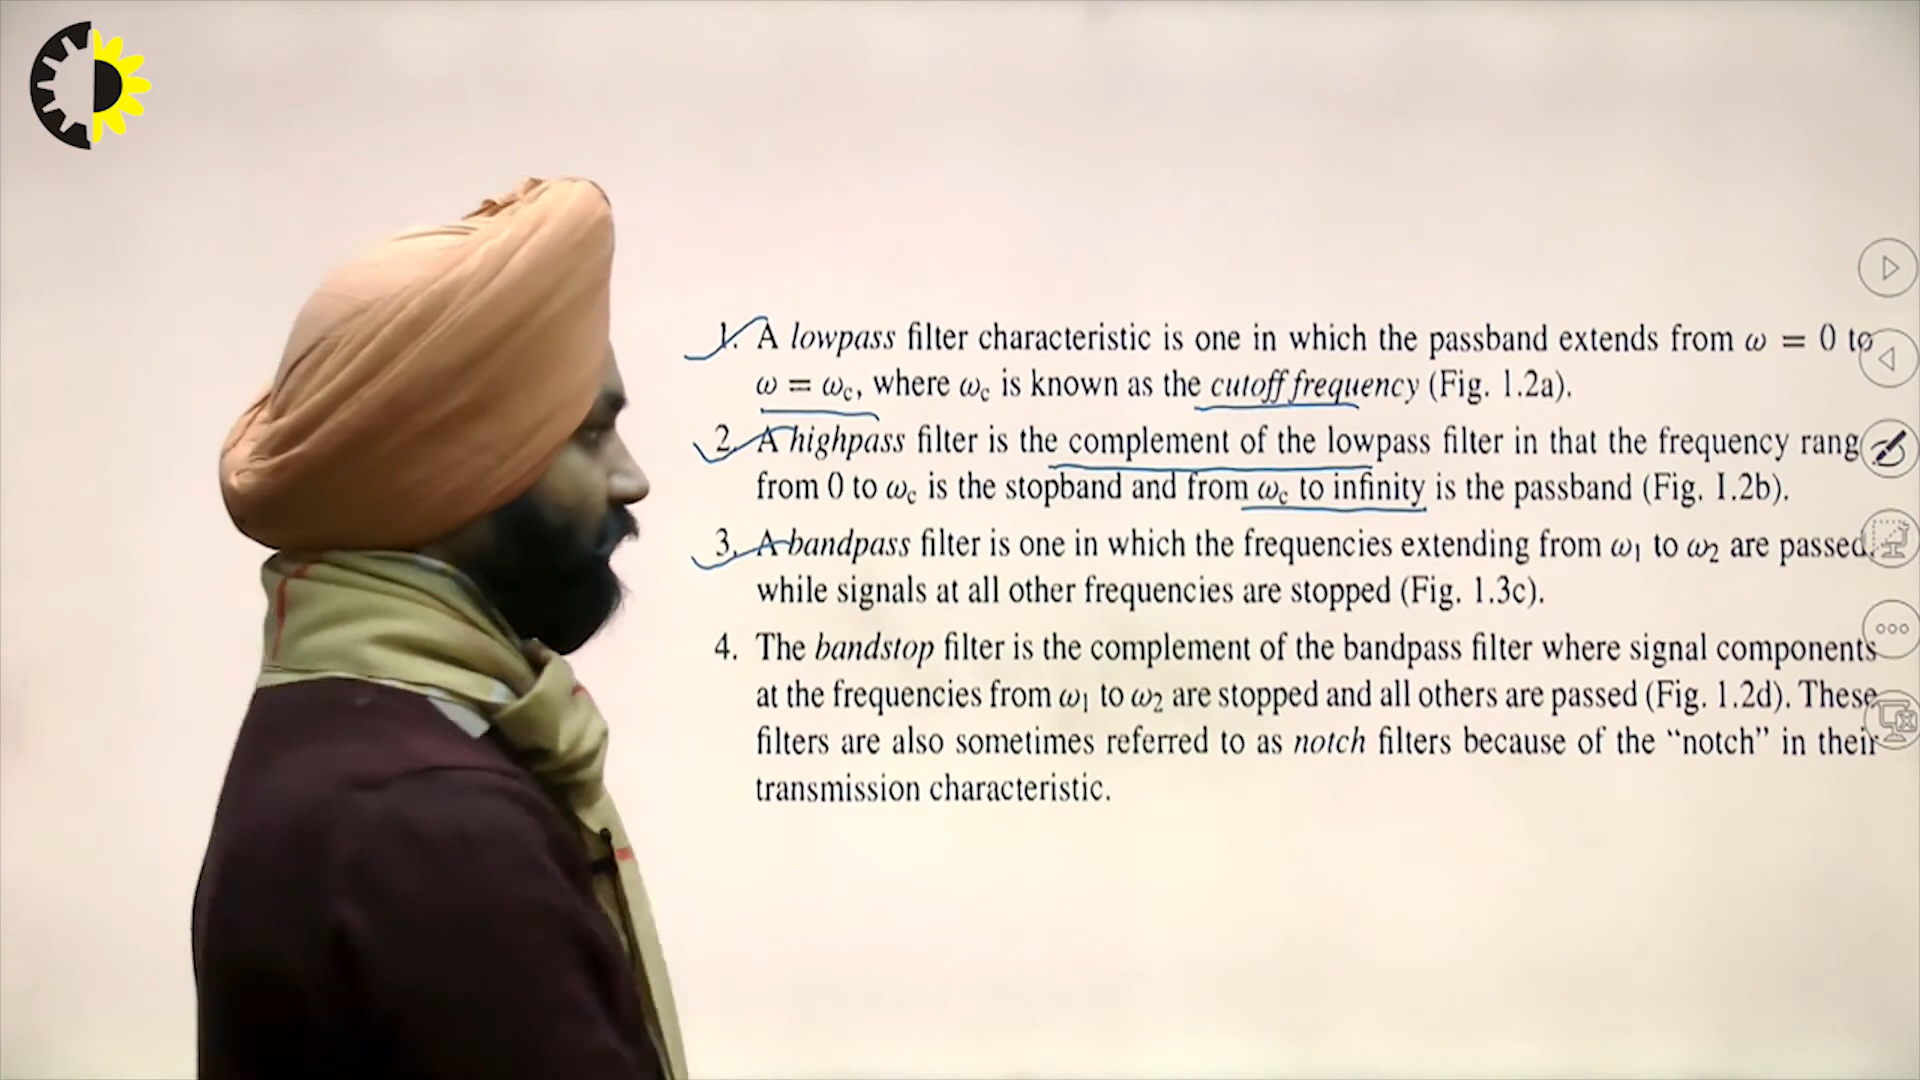 1. A lowpass filter characteristic is one in which the passband extends from ω = 0 to
ω = ωc, where ωc is known as the cutoff frequency (Fig. 1.2a).
2. A highpass filter is the complement of the lowpass filter in that the frequency rang
from 0 to ωc is the stopband and from ωc to infinity is the passband (Fig. 1.2b).
3. A bandpass filter is one in which the frequencies extending from ω1 to ω2 are passed,
while signals at all other frequencies are stopped (Fig. 1.3c).
4. The bandstop filter is the complement of the bandpass filter where signal components
at the frequencies from ω1 to ω2 are stopped and all others are passed (Fig. 1.2d). These
filters are also sometimes referred to as notch filters because of the “notch” in their
transmission characteristic.